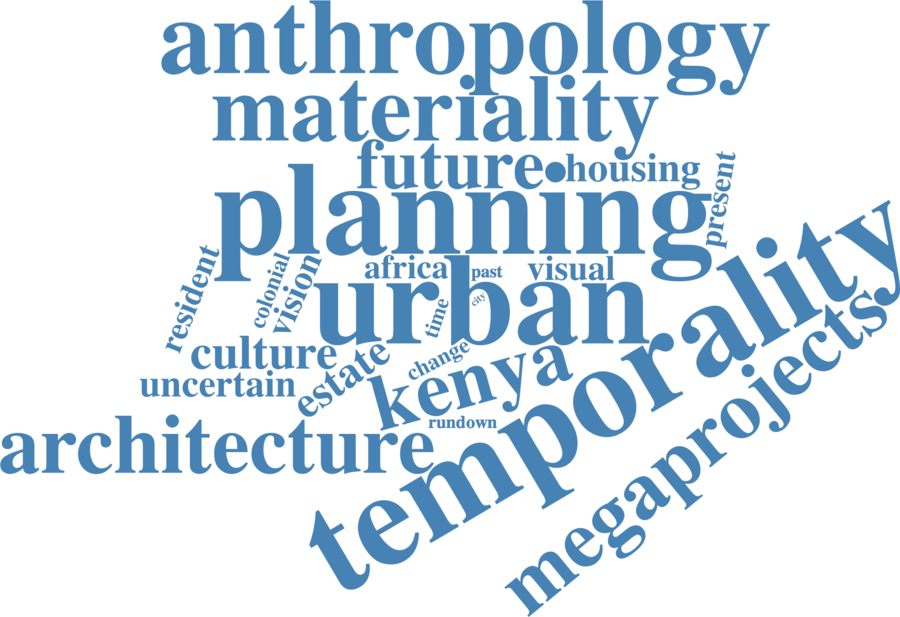 anthropology
materiality
future•housing
present
planning
resident
colonial
vision
africa
past
visual
time
city
urban
culture
estate
change
uncertain
kenya
rundown
architecture
temporality
megaprojects